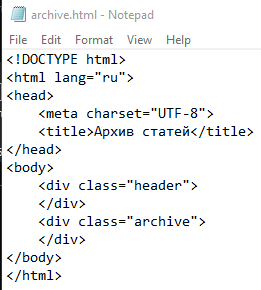 archive.html - Notepad
File Edit Format View Help
<!DOCTYPE html>
<html lang="ru">
<head>
    <meta charset="UTF-8">
    <title>Архив статей</title>
</head>
<body>
    <div class="header">
    </div>
    <div class="archive">
    </div>
</body>
</html>